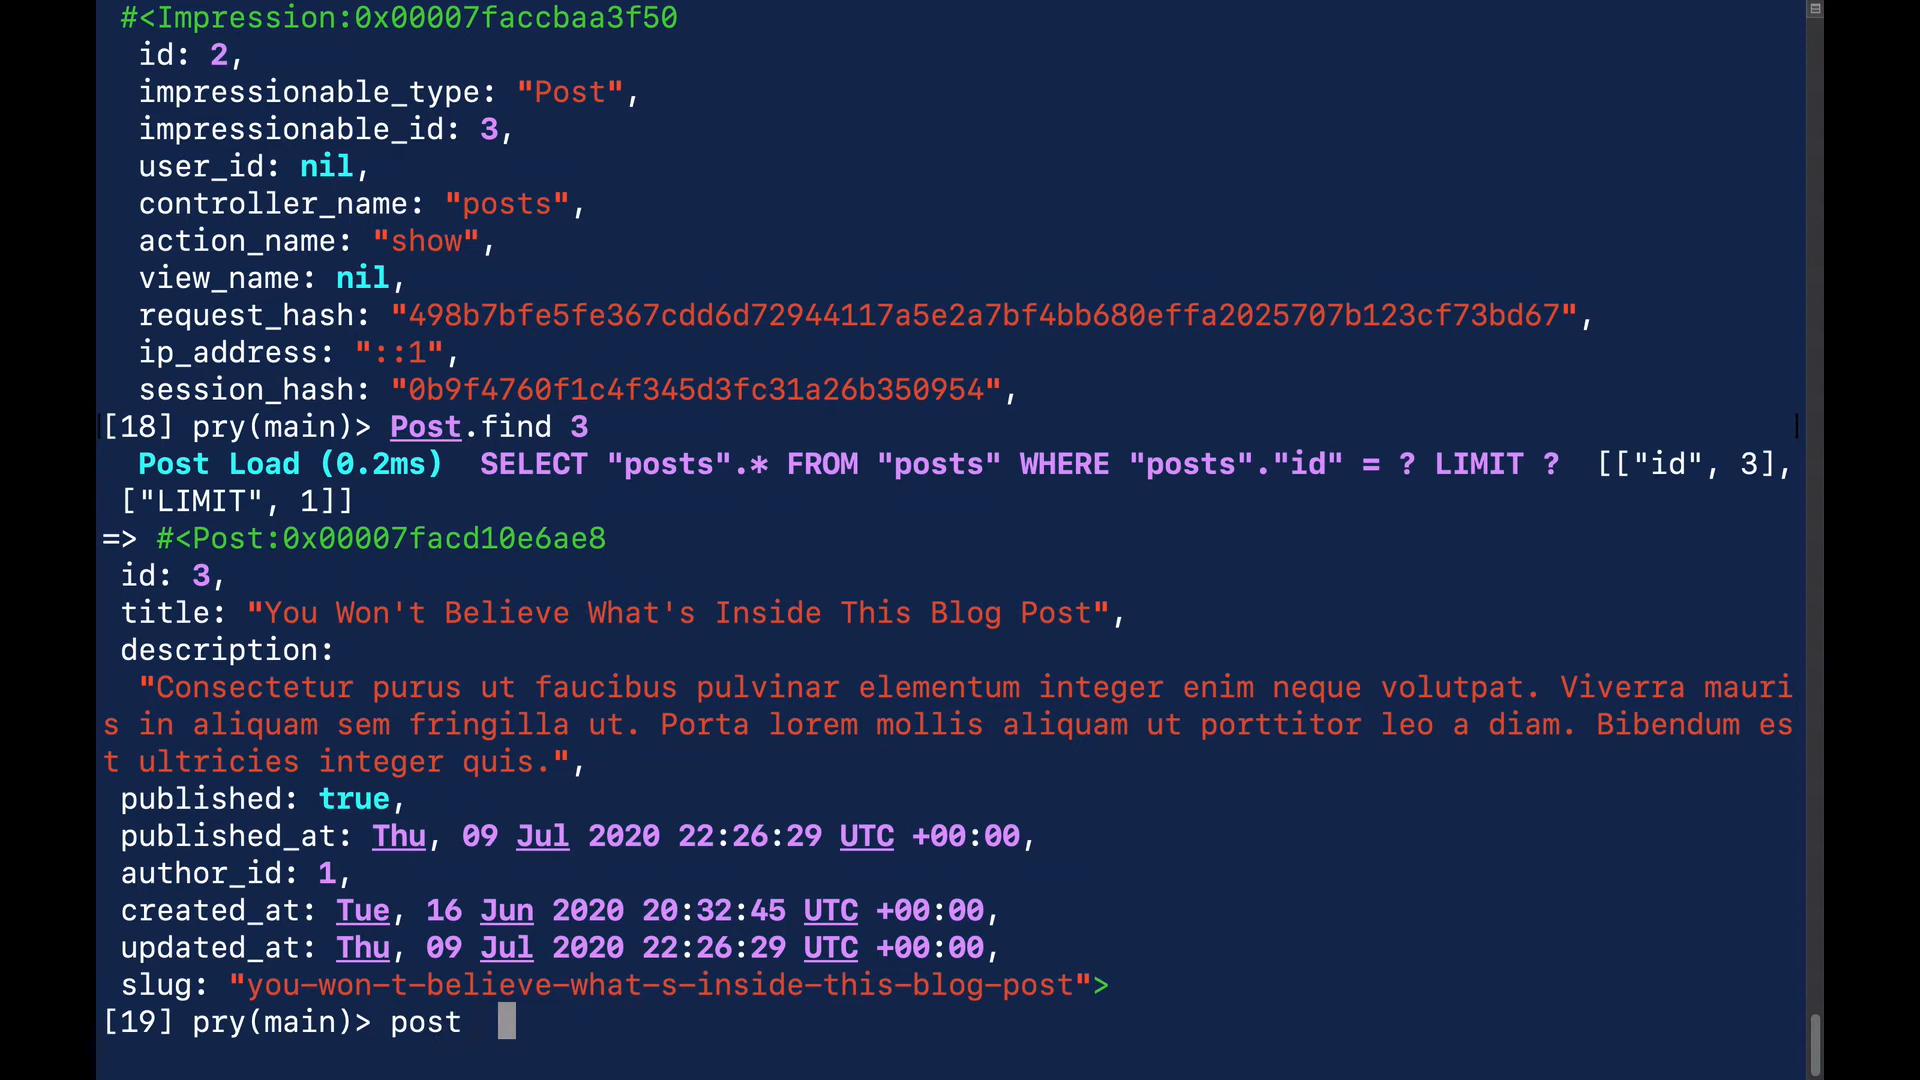 #<Impression:0x00007faccbaa3f50
id: 2,
impressionable_type: "Post",
impressionable_id: 3,
user_id: nil,
controller_name: "posts",
action_name: "show",
view_name: nil,
request_hash: "498b7bfe5fe367cdd6d72944117a5e2a7bf4bb680effa2025707b123cf73bd67",
ip_address: "::1",
session_hash: "0b9f4760f1c4f345d3fc31a26b350954",
[18] pry(main)> Post.find 3
Post Load (0.2ms)  SELECT "posts".* FROM "posts" WHERE "posts"."id" = ? LIMIT ?  [["id", 3],
["LIMIT", 1]]
=> #<Post:0x00007facd10e6ae8
id: 3,
title: "You Won't Believe What's Inside This Blog Post",
description:
"Consectetur purus ut faucibus pulvinar elementum integer enim neque volutpat. Viverra mauri
s in aliquam sem fringilla ut. Porta lorem mollis aliquam ut porttitor leo a diam. Bibendum es
t ultricies integer quis.",
published: true,
published_at: Thu, 09 Jul 2020 22:26:29 UTC +00:00,
author_id: 1,
created_at: Tue, 16 Jun 2020 20:32:45 UTC +00:00,
updated_at: Thu, 09 Jul 2020 22:26:29 UTC +00:00,
slug: "you-won-t-believe-what-s-inside-this-blog-post">
[19] pry(main)> post